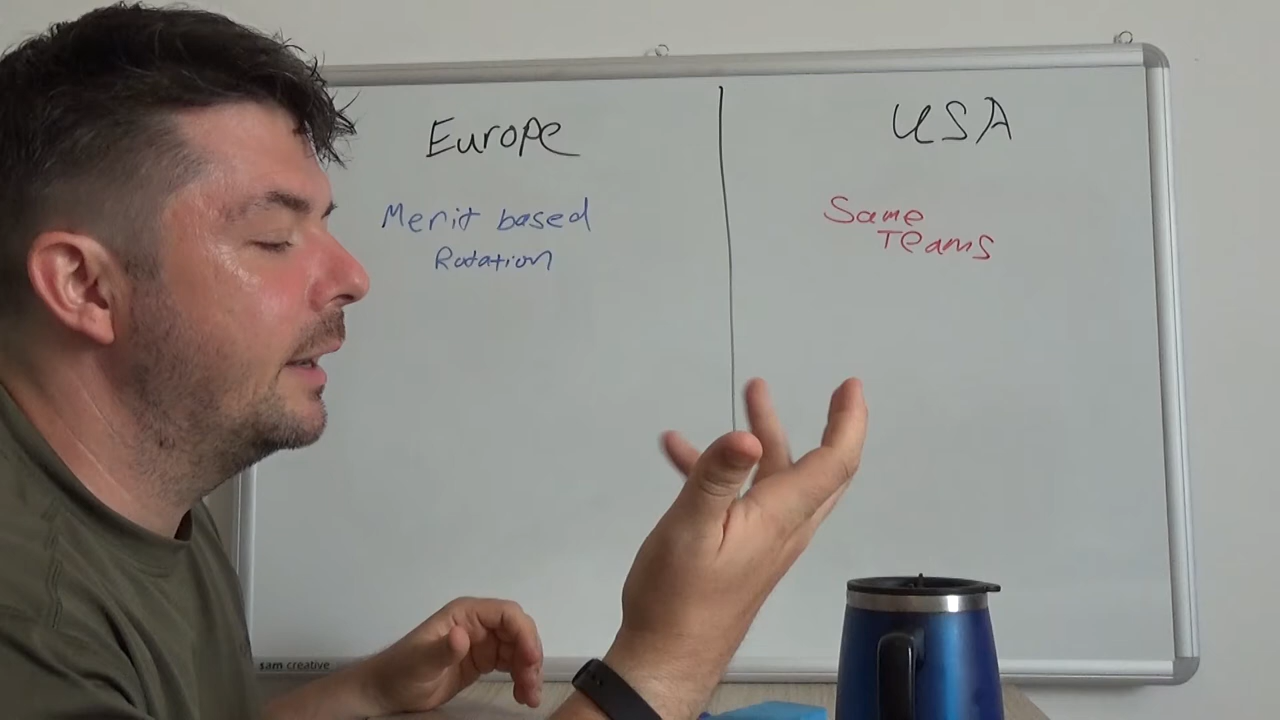 Europe
Merit based
Rotation
USA
Same
Teams
sam creative